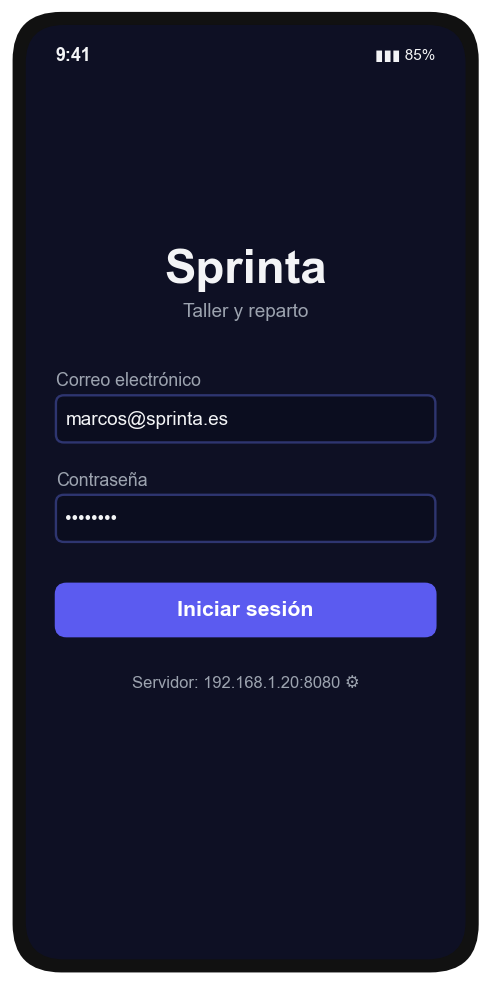 9:41
85%
Sprinta
Taller y reparto
Correo electrónico
marcos@sprinta.es
Contraseña
••••••••
Iniciar sesión
Servidor: 192.168.1.20:8080 ⚙